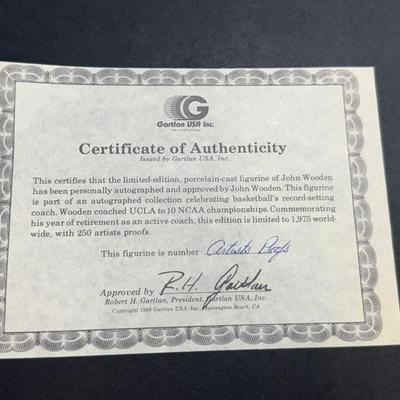 G
Gartlan USA Inc.
Certificate of Authenticity
Issued by Gartlan USA, Inc.
This certifies that the limited-edition, porcelain-cast figurine of John Wooden
has been personally autographed and approved by John Wooden. This figurine
is part of an autographed collection celebrating basketball's record-setting
coach. Wooden coached UCLA to 10 NCAA championships. Commemorating
his year of retirement as an active coach, this edition is limited to 1,975 world-
wide, with 250 artists proofs.
This figurine is number Artists Proofs
Approved by R.H. Gartlan
Robert H. Gartlan, President, Gartlan USA, Inc.
Copyright 1989 Gartlan USA, Inc., Huntington Beach, CA